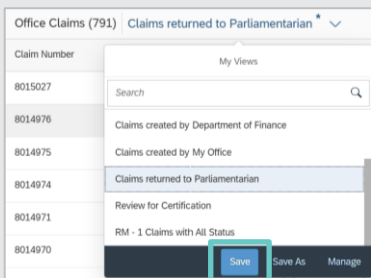 Office Claims (791) Claims returned to Parliamentarian *
Claim Number
My Views
8015027
Search
8014976
Claims created by Department of Finance
8014975
Claims created by My Office
8014974
Claims returned to Parliamentarian
8014971
Review for Certification
RM - 1 Claims with All Status
8014970
Save Save As Manage